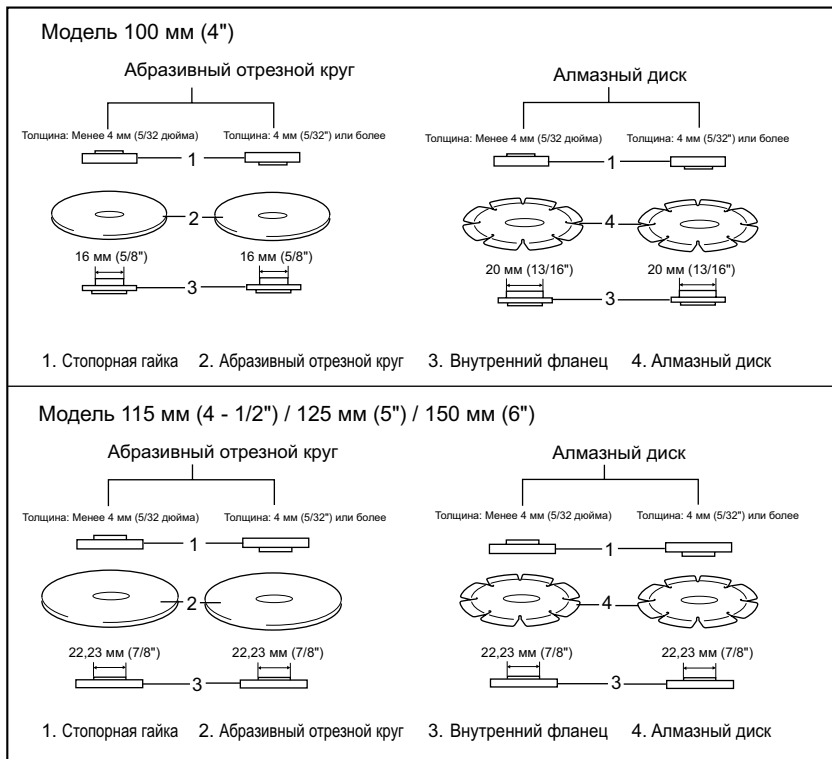 Модель 100 мм (4")
Абразивный отрезной круг
Алмазный диск
Толщина: Менее 4 мм (5/32 дюйма) Толщина: 4 мм (5/32") или более
Толщина: Менее 4 мм (5/32 дюйма) Толщина: 4 мм (5/32") или более
1
1
2
4
16 мм (5/8") 16 мм (5/8")
20 мм (13/16") 20 мм (13/16")
3
3
1. Стопорная гайка 2. Абразивный отрезной круг 3. Внутренний фланец 4. Алмазный диск
Модель 115 мм (4 - 1/2") / 125 мм (5") / 150 мм (6")
Абразивный отрезной круг
Алмазный диск
Толщина: Менее 4 мм (5/32 дюйма) Толщина: 4 мм (5/32") или более
Толщина: Менее 4 мм (5/32 дюйма) Толщина: 4 мм (5/32") или более
1
1
2
4
22,23 мм (7/8") 22,23 мм (7/8")
22,23 мм (7/8") 22,23 мм (7/8")
3
3
1. Стопорная гайка 2. Абразивный отрезной круг 3. Внутренний фланец 4. Алмазный диск